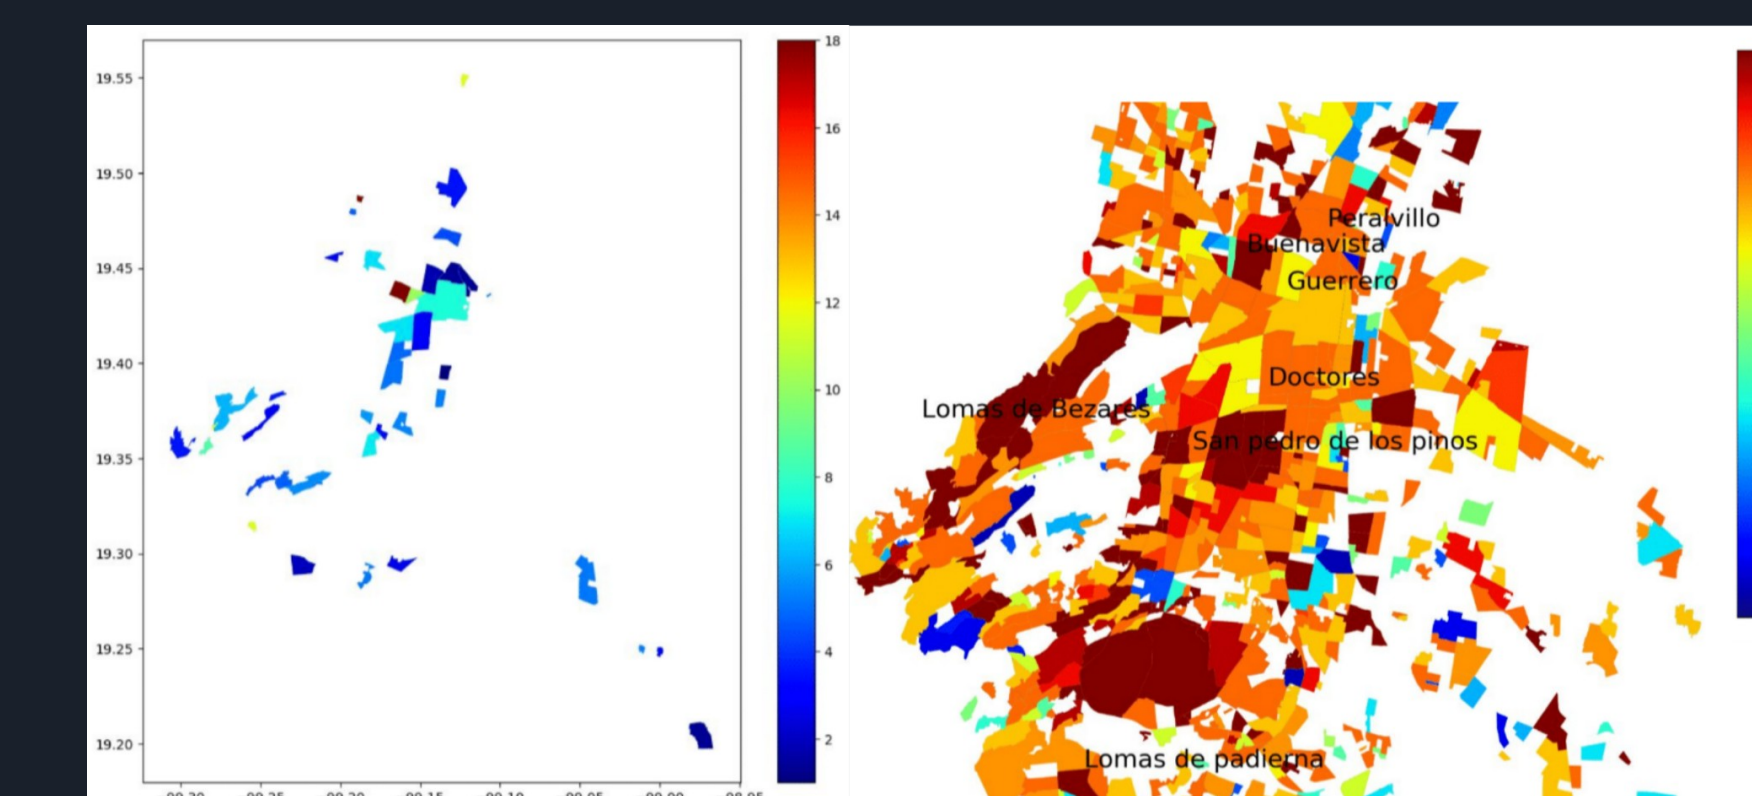 19.55
19.50
19.45
19.40
19.35
19.30
19.25
19.20
18
16
14
12
10
8
6
4
2
Peralvillo
Buenavista
Guerrero
Doctores
Lomas de Bezares
San pedro de los pinos
Lomas de padierna